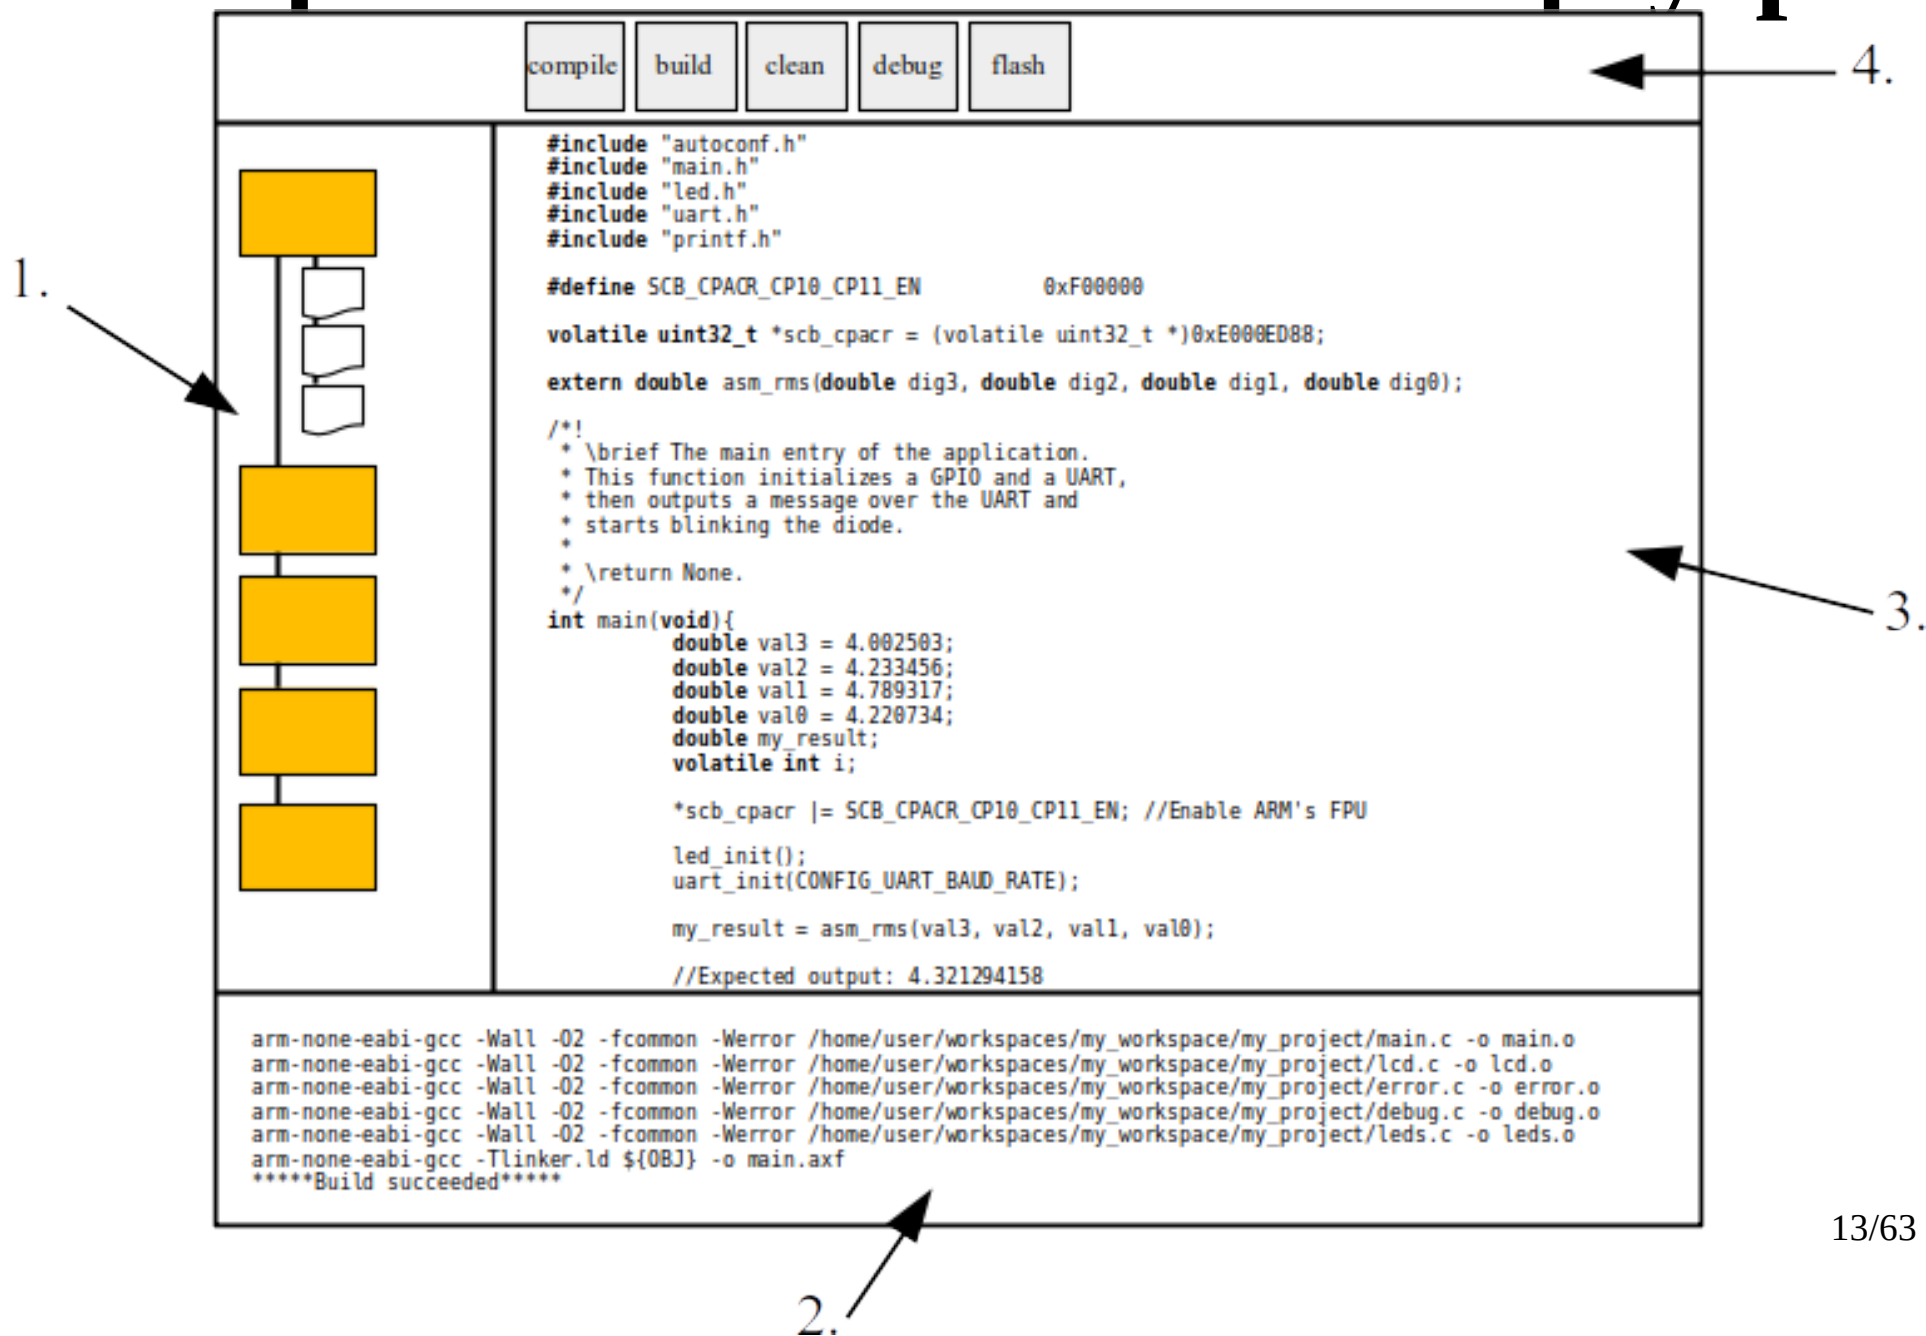 compile build clean debug flash
4.
#include "autoconf.h"
#include "main.h"
#include "led.h"
#include "uart.h"
#include "printf.h"
1.
#define SCB_CPACR_CP10_CP11_EN 0xF00000
volatile uint32_t *scb_cpacr = (volatile uint32_t *)0xE000ED88;
extern double asm_rms(double dig3, double dig2, double dig1, double dig0);
/*!
* \brief The main entry of the application.
* This function initializes a GPIO and a UART,
* then outputs a message over the UART and
* starts blinking the diode.
*
* \return None.
*/
3.
int main(void){
double val3 = 4.002503;
double val2 = 4.233456;
double val1 = 4.789317;
double val0 = 4.220734;
double my_result;
volatile int i;
*scb_cpacr |= SCB_CPACR_CP10_CP11_EN; //Enable ARM's FPU
led_init();
uart_init(CONFIG_UART_BAUD_RATE);
my_result = asm_rms(val3, val2, val1, val0);
//Expected output: 4.321294158
arm-none-eabi-gcc -Wall -O2 -fcommon -Werror /home/user/workspaces/my_workspace/my_project/main.c -o main.o
arm-none-eabi-gcc -Wall -O2 -fcommon -Werror /home/user/workspaces/my_workspace/my_project/lcd.c -o lcd.o
arm-none-eabi-gcc -Wall -O2 -fcommon -Werror /home/user/workspaces/my_workspace/my_project/error.c -o error.o
arm-none-eabi-gcc -Wall -O2 -fcommon -Werror /home/user/workspaces/my_workspace/my_project/debug.c -o debug.o
arm-none-eabi-gcc -Wall -O2 -fcommon -Werror /home/user/workspaces/my_workspace/my_project/leds.c -o leds.o
arm-none-eabi-gcc -Tlinker.ld ${OBJ} -o main.axf
*****Build succeeded*****
13/63
2.